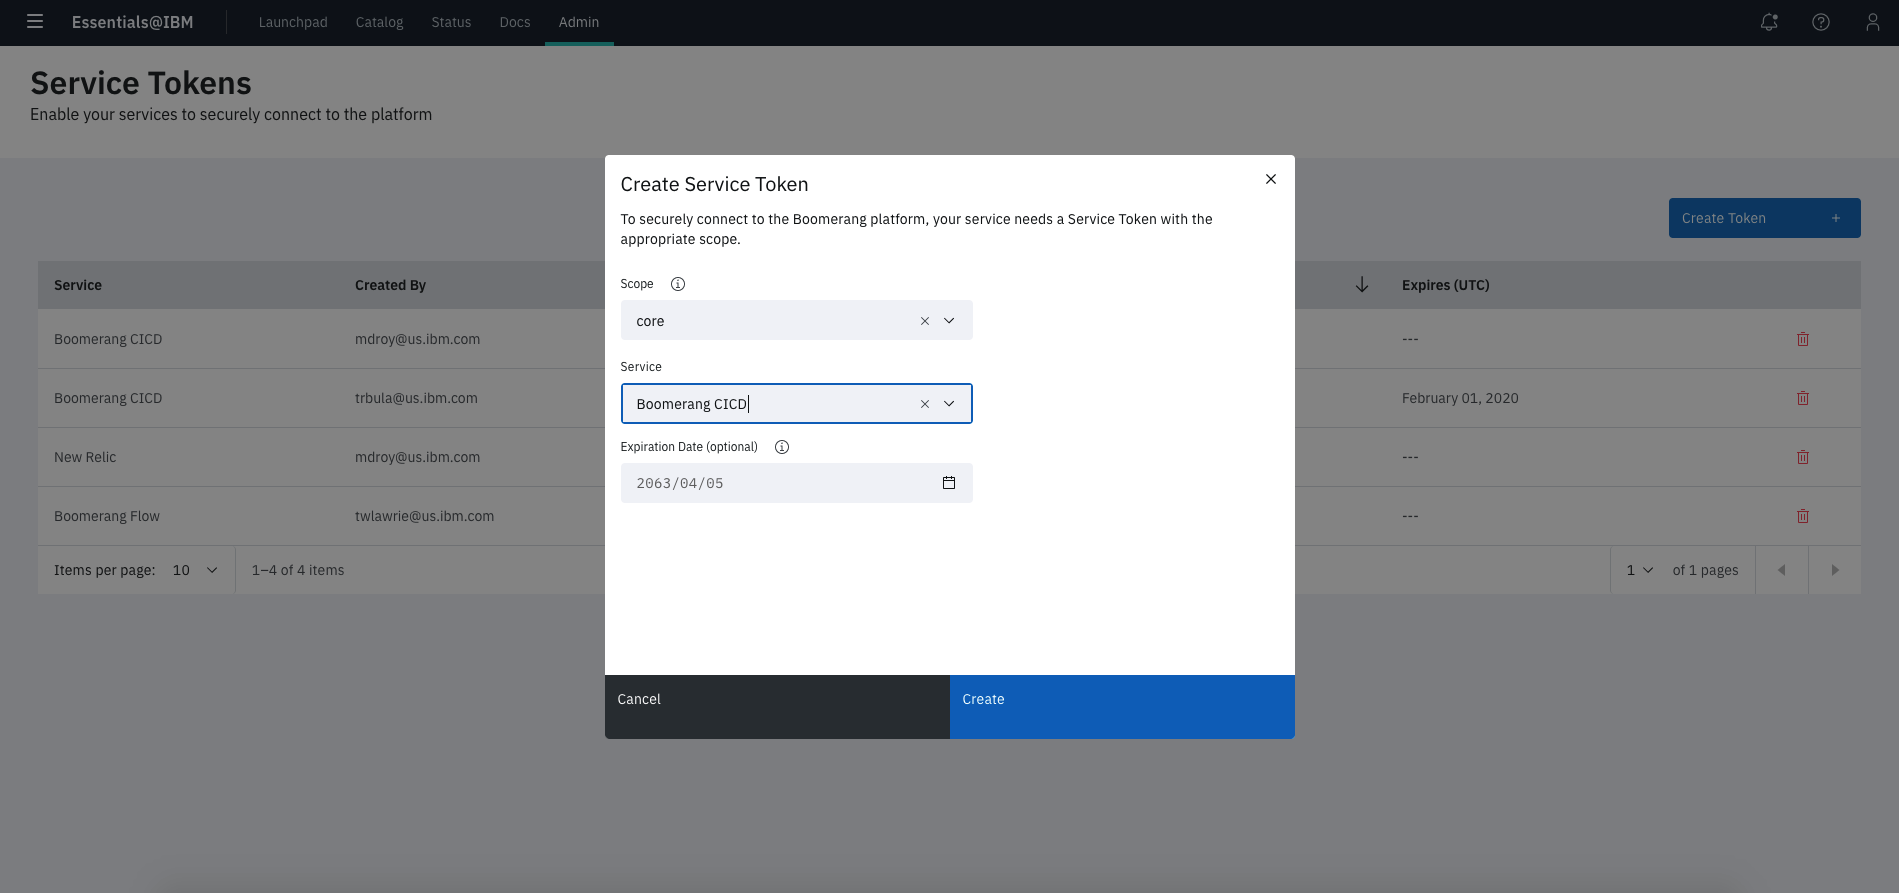 Essentials@IBM Launchpad Catalog Status Docs Admin
Service Tokens
Enable your services to securely connect to the platform
Create Token +
Service Created By Expires (UTC)
Boomerang CICD mdroy@us.ibm.com ---
Boomerang CICD trbula@us.ibm.com February 01, 2020
New Relic mdroy@us.ibm.com ---
Boomerang Flow twlawrie@us.ibm.com ---
Items per page: 10 1–4 of 4 items 1 of 1 pages
Create Service Token
To securely connect to the Boomerang platform, your service needs a Service Token with the
appropriate scope.
Scope
core
Service
Boomerang CICD
Expiration Date (optional)
2063/04/05
Cancel Create